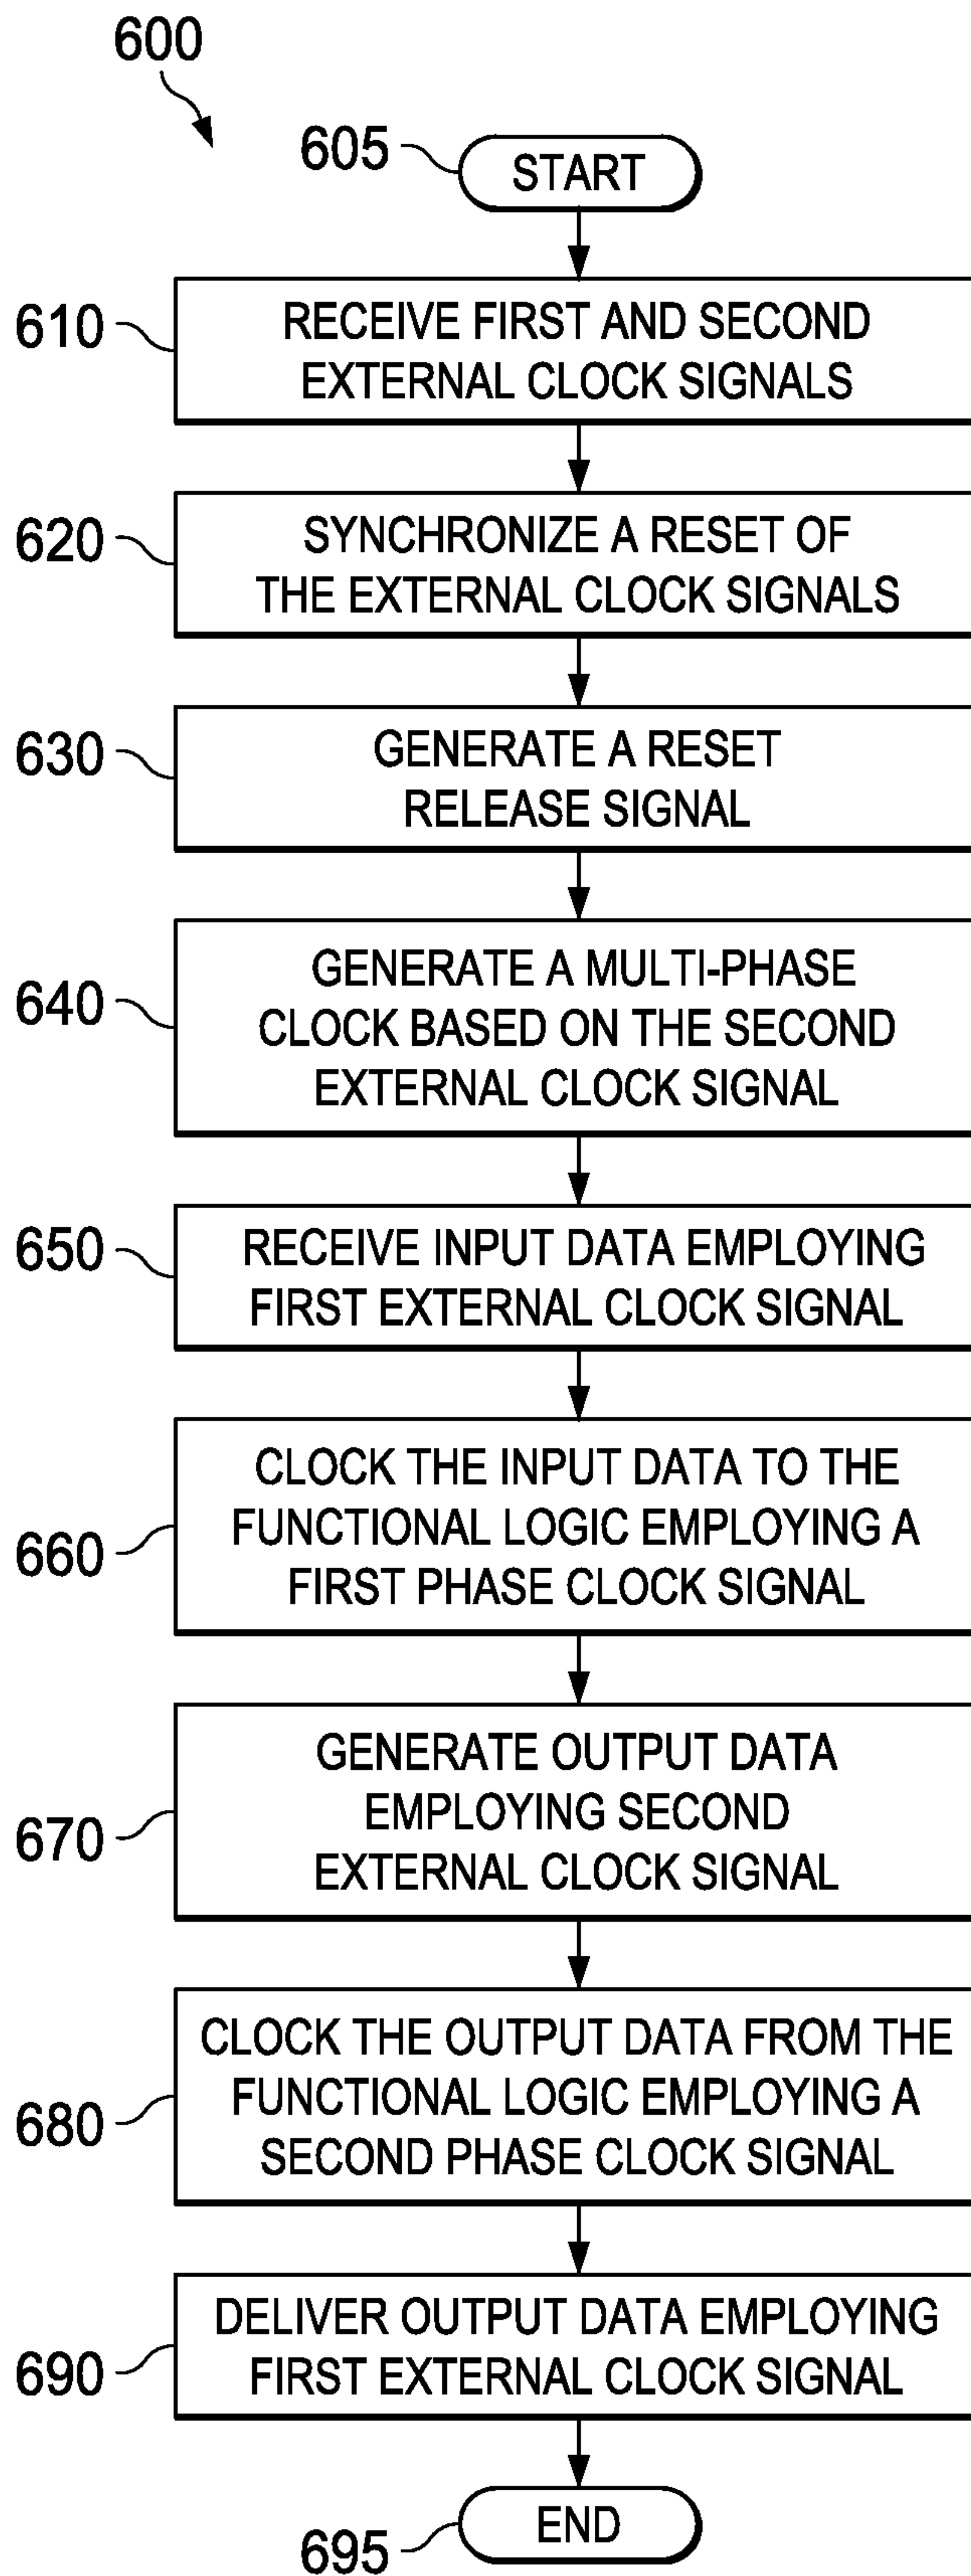 600
605
START
610
RECEIVE FIRST AND SECOND
EXTERNAL CLOCK SIGNALS
620
SYNCHRONIZE A RESET OF
THE EXTERNAL CLOCK SIGNALS
630
GENERATE A RESET
RELEASE SIGNAL
640
GENERATE A MULTI-PHASE
CLOCK BASED ON THE SECOND
EXTERNAL CLOCK SIGNAL
650
RECEIVE INPUT DATA EMPLOYING
FIRST EXTERNAL CLOCK SIGNAL
660
CLOCK THE INPUT DATA TO THE
FUNCTIONAL LOGIC EMPLOYING A
FIRST PHASE CLOCK SIGNAL
670
GENERATE OUTPUT DATA
EMPLOYING SECOND
EXTERNAL CLOCK SIGNAL
680
CLOCK THE OUTPUT DATA FROM THE
FUNCTIONAL LOGIC EMPLOYING A
SECOND PHASE CLOCK SIGNAL
690
DELIVER OUTPUT DATA EMPLOYING
FIRST EXTERNAL CLOCK SIGNAL
695
END